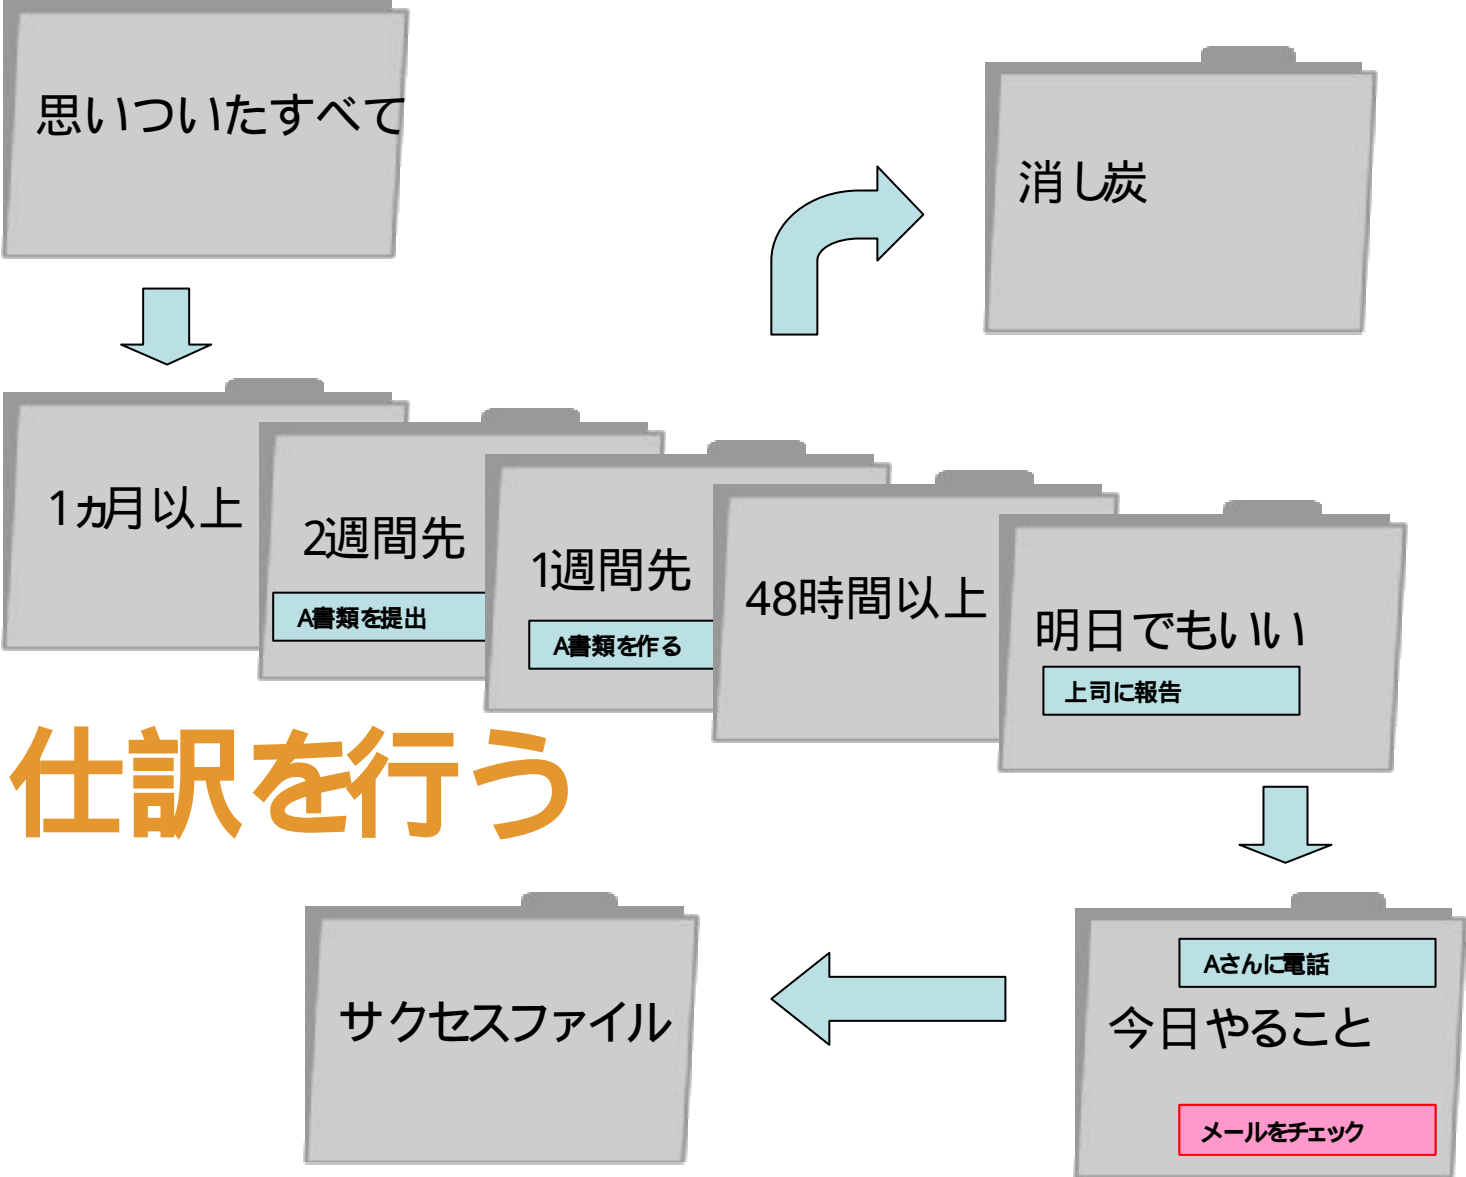 思いついたすべて
消し炭
1ヵ月以上
2週間先
A書類を提出
1週間先
A書類を作る
48時間以上
明日でもいい
上司に報告
仕訳を行う
サクセスファイル
Aさんに電話
今日やること
メールをチェック